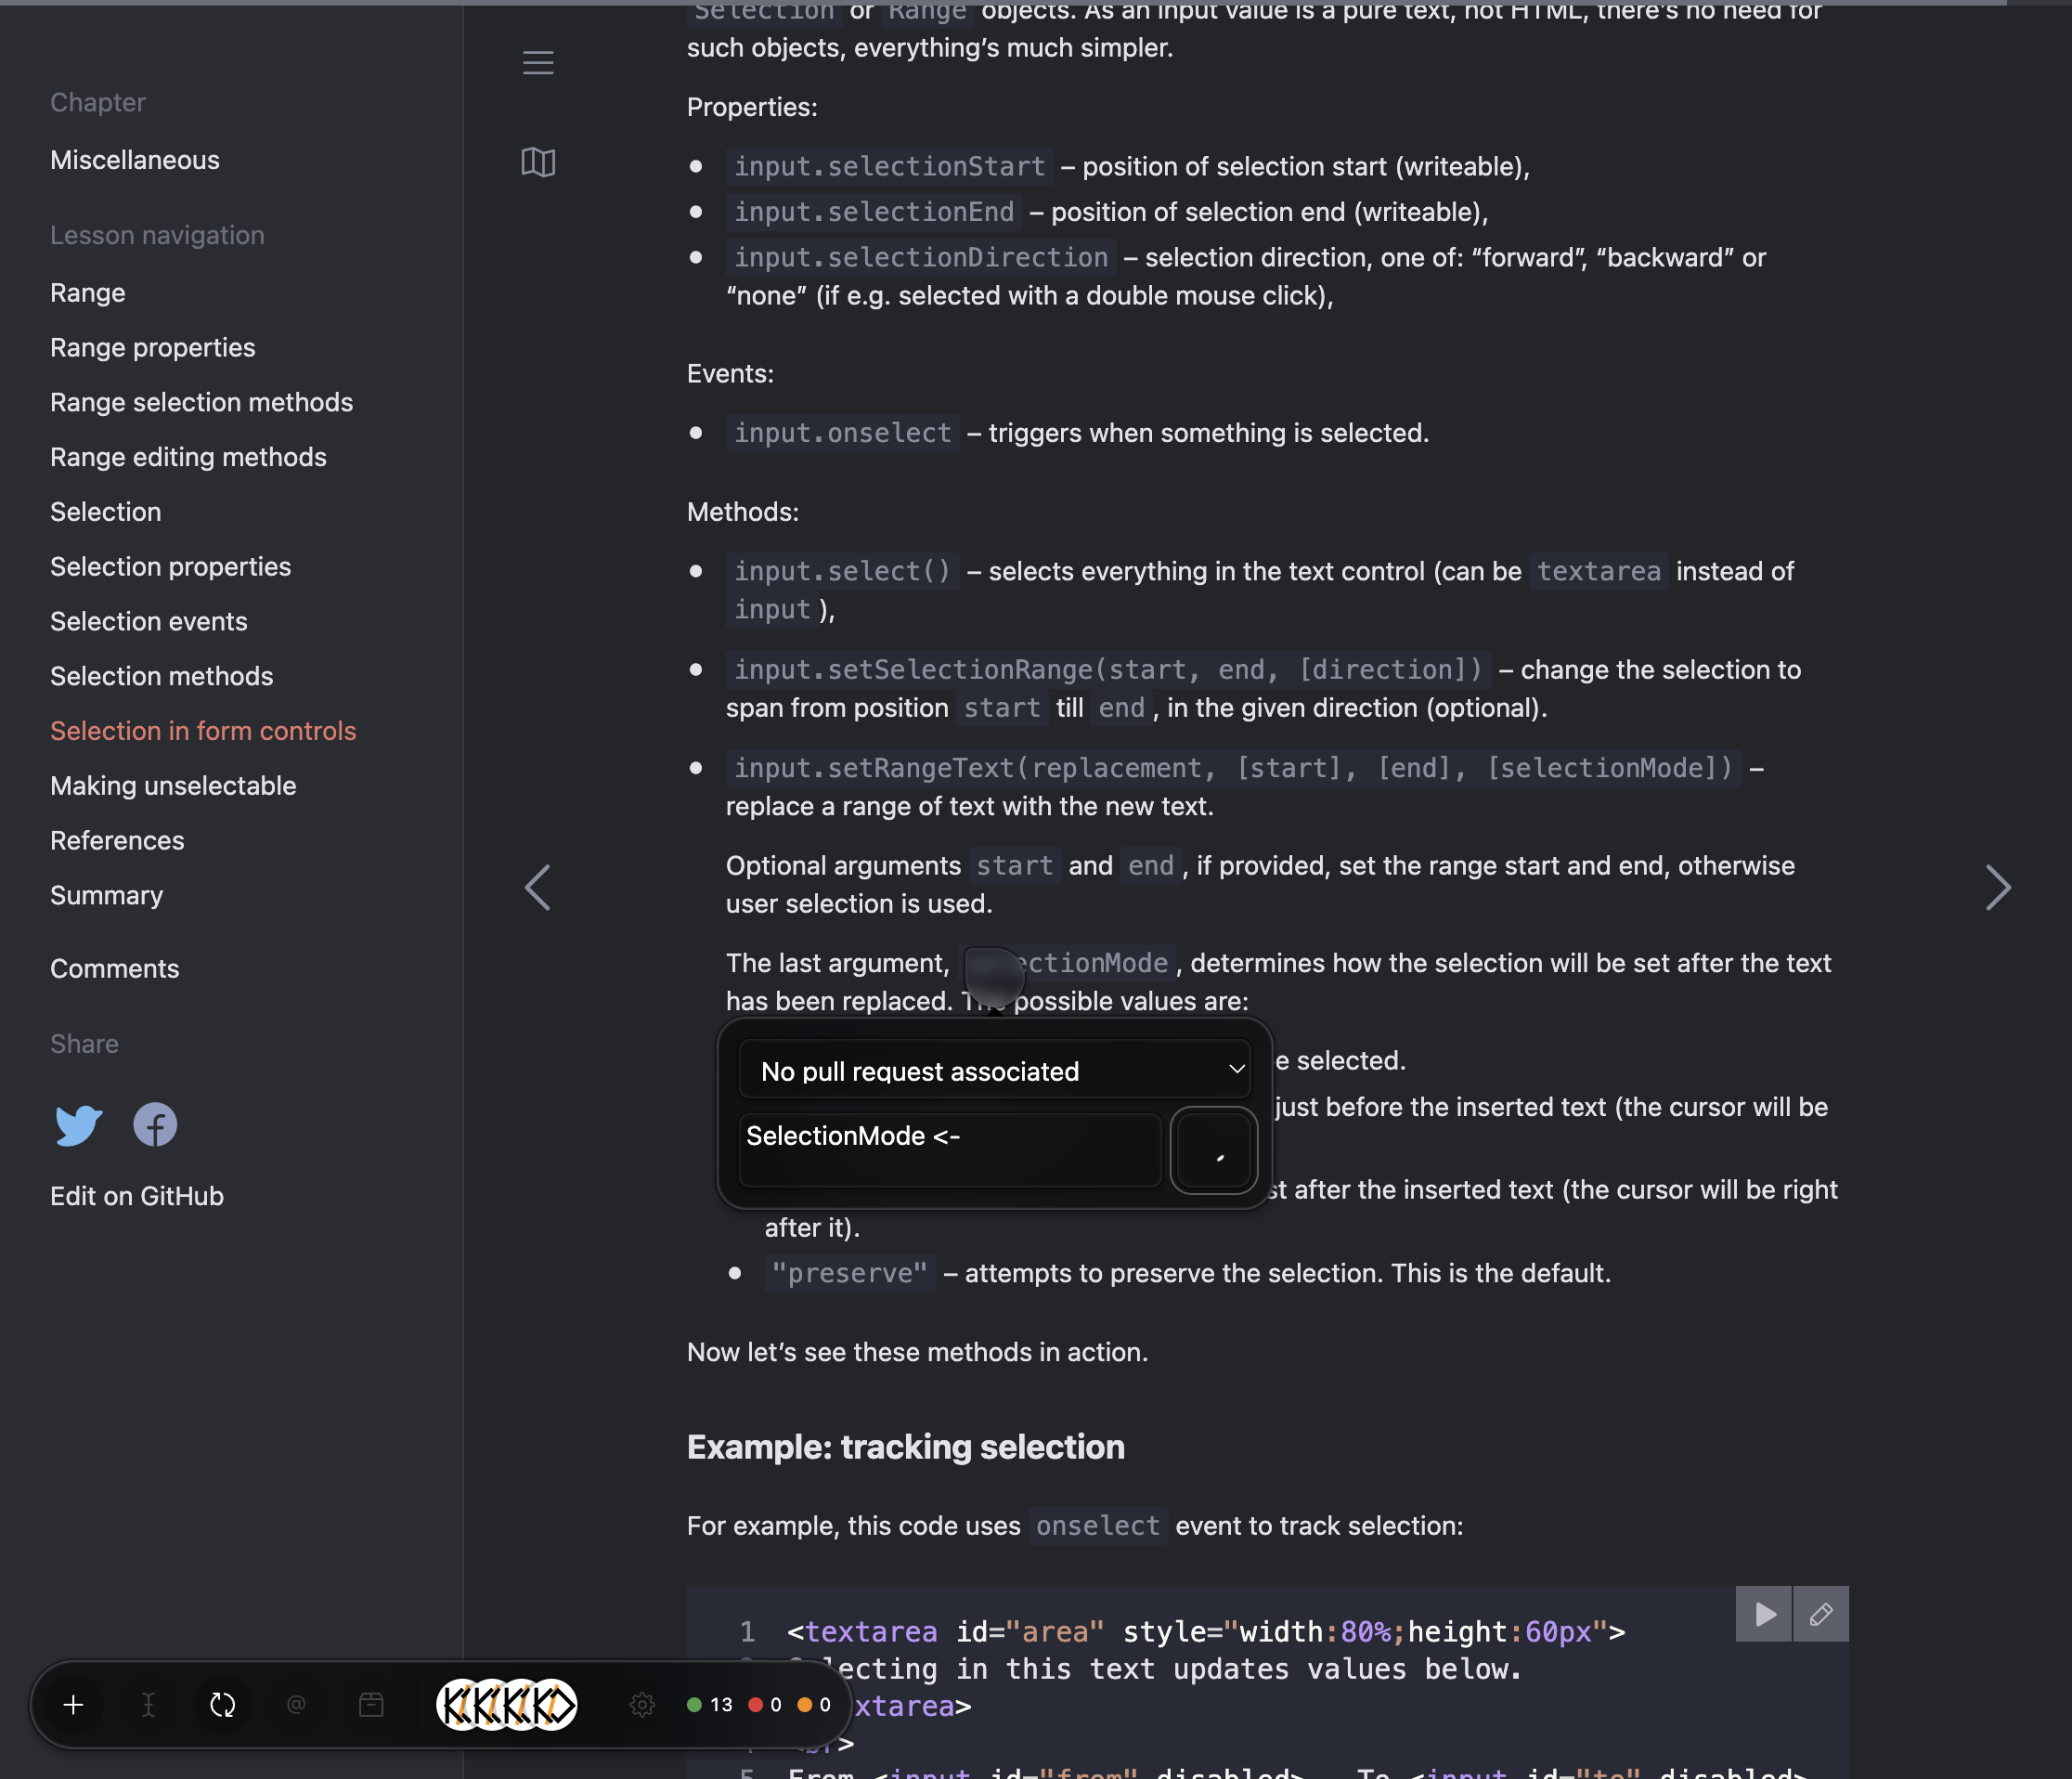 Chapter
Miscellaneous
Lesson navigation
Range
Range properties
Range selection methods
Range editing methods
Selection
Selection properties
Selection events
Selection methods
Selection in form controls
Making unselectable
References
Summary
Comments
Share
Edit on GitHub
Selection or Range objects. As an input value is a pure text, not HTML, there’s no need for
such objects, everything’s much simpler.
Properties:
input.selectionStart – position of selection start (writeable),
input.selectionEnd – position of selection end (writeable),
input.selectionDirection – selection direction, one of: “forward”, “backward” or
“none” (if e.g. selected with a double mouse click),
Events:
input.onselect – triggers when something is selected.
Methods:
input.select() – selects everything in the text control (can be textarea instead of
input ),
input.setSelectionRange(start, end, [direction]) – change the selection to
span from position start till end , in the given direction (optional).
input.setRangeText(replacement, [start], [end], [selectionMode]) –
replace a range of text with the new text.
Optional arguments start and end , if provided, set the range start and end, otherwise
user selection is used.
The last argument, ectionMode , determines how the selection will be set after the text
has been replaced. The possible values are:
No pull request associated
SelectionMode <-
e selected.
just before the inserted text (the cursor will be
st after the inserted text (the cursor will be right
after it).
"preserve" – attempts to preserve the selection. This is the default.
Now let’s see these methods in action.
Example: tracking selection
For example, this code uses onselect event to track selection:
1 <textarea id="area" style="width:80%;height:60px">
lecting in this text updates values below.
xtarea>
br>
5 From <input id="from" disabled> – To <input id="to" disabled>
@
13 0 0